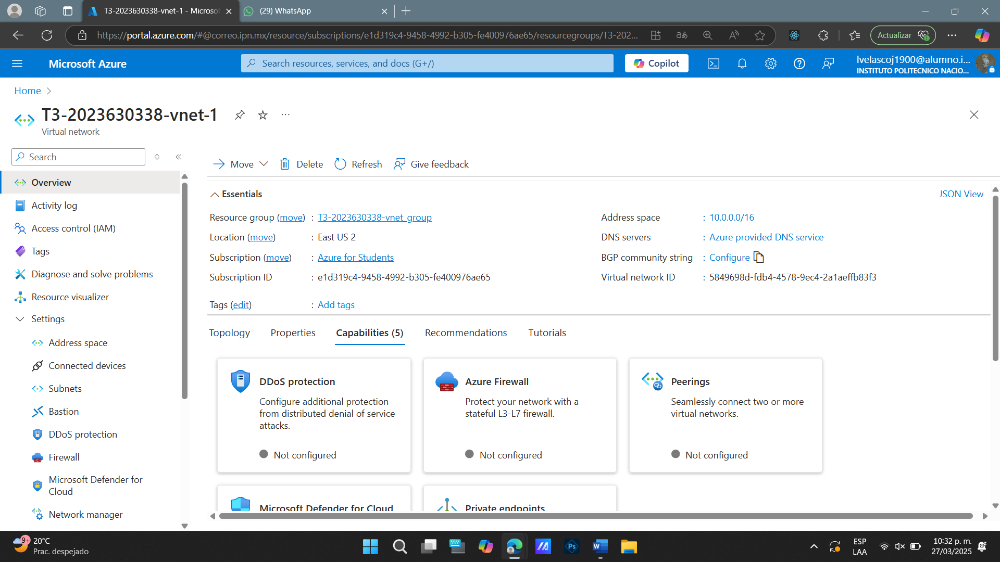 T3-2023630338-vnet-1 - Microsof
(29) WhatsApp
https://portal.azure.com/#@correo.ipn.mx/resource/subscriptions/e1d319c4-9458-4992-b305-fe400976ae65/resourcegroups/T3-202...
Actualizar
Microsoft Azure
Search resources, services, and docs (G+/)
Copilot
lvelascoj1900@alumno.i...
INSTITUTO POLITECNICO NACIO...
Home
T3-2023630338-vnet-1
Virtual network
Search
Move
Delete
Refresh
Give feedback
Overview
Activity log
Access control (IAM)
Tags
Diagnose and solve problems
Resource visualizer
Settings
Address space
Connected devices
Subnets
Bastion
DDoS protection
Firewall
Microsoft Defender for
Cloud
Network manager
Essentials
JSON View
Resource group (move) : T3-2023630338-vnet_group
Location (move) : East US 2
Subscription (move) : Azure for Students
Subscription ID : e1d319c4-9458-4992-b305-fe400976ae65
Address space : 10.0.0.0/16
DNS servers : Azure provided DNS service
BGP community string : Configure
Virtual network ID : 5849698d-fdb4-4578-9ec4-2a1aeffb83f3
Tags (edit) : Add tags
Topology
Properties
Capabilities (5)
Recommendations
Tutorials
DDoS protection
Configure additional protection
from distributed denial of service
attacks.
Not configured
Azure Firewall
Protect your network with a
stateful L3-L7 firewall.
Not configured
Peerings
Seamlessly connect two or more
virtual networks.
Not configured
Microsoft Defender for Cloud
Private endpoints
9+
20°C
Prac. despejado
ESP
LAA
10:32 p. m.
27/03/2025